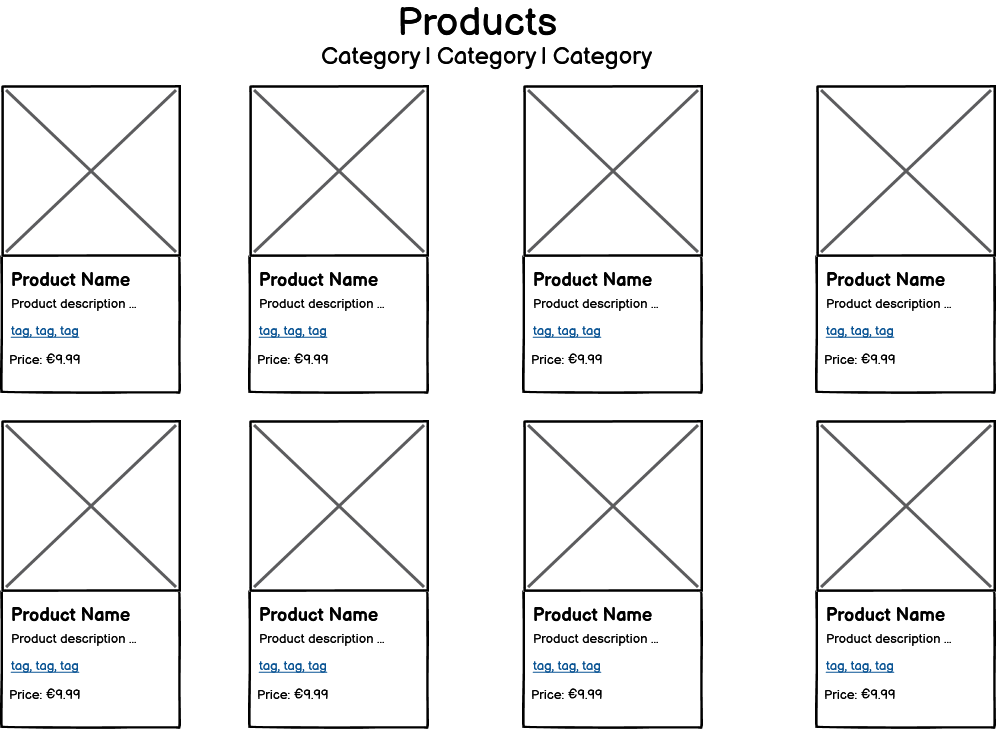 Products
Category | Category | Category
Product Name
Product description ...
tag, tag, tag
Price: €9.99
Product Name
Product description ...
tag, tag, tag
Price: €9.99
Product Name
Product description ...
tag, tag, tag
Price: €9.99
Product Name
Product description ...
tag, tag, tag
Price: €9.99
Product Name
Product description ...
tag, tag, tag
Price: €9.99
Product Name
Product description ...
tag, tag, tag
Price: €9.99
Product Name
Product description ...
tag, tag, tag
Price: €9.99
Product Name
Product description ...
tag, tag, tag
Price: €9.99